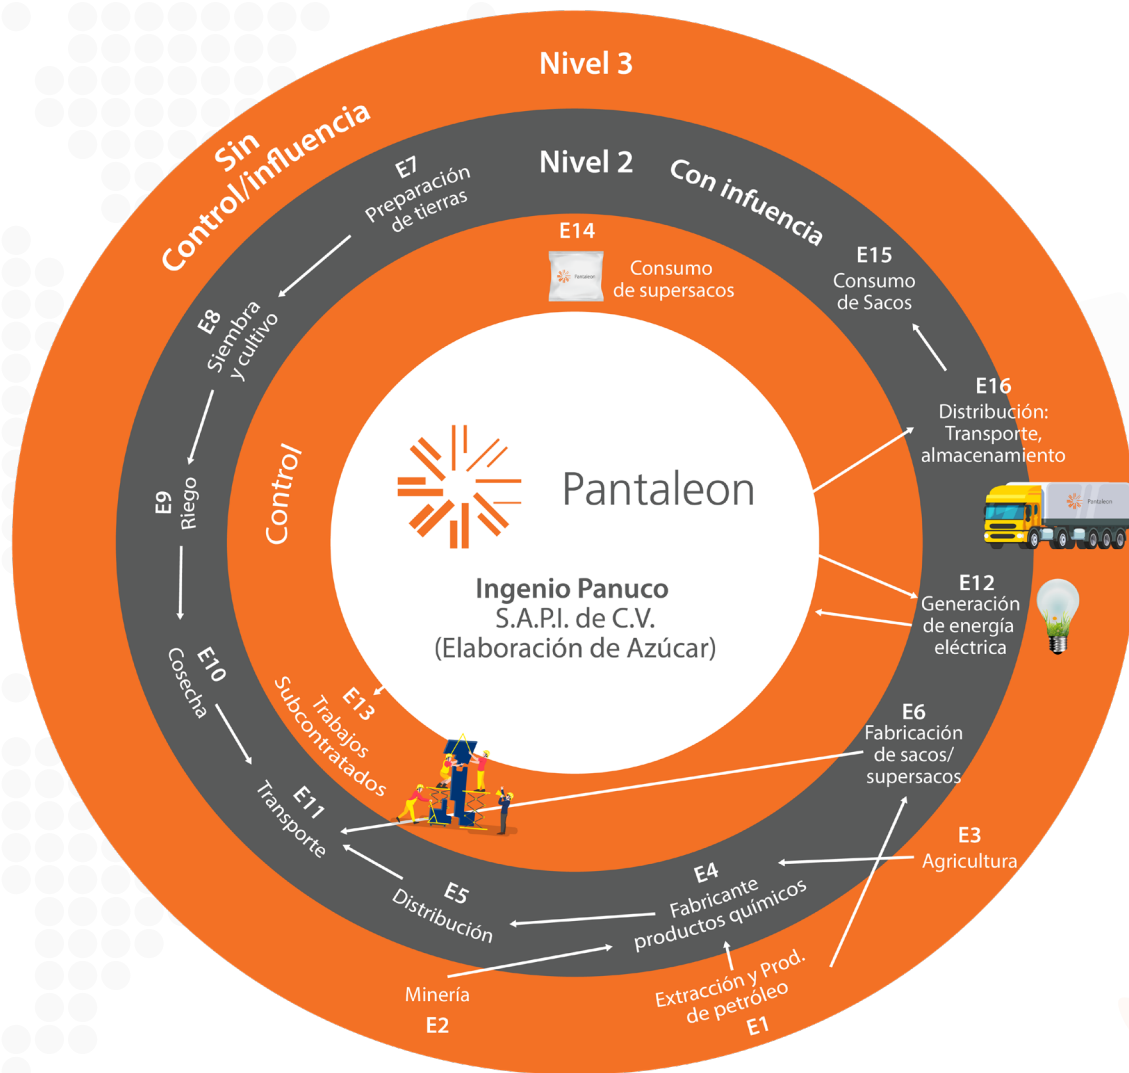 Nivel 3
Sin
Control/influencia
Nivel 2
Con infuencia
E7
Preparación
de tierras
E14
Pantaleon
Consumo
de supersacos
E15
Consumo
de Sacos
E8
Siembra
y cultivo
E16
Distribución:
Transporte,
almacenamiento
Pantaleon
Control
E9
Riego
Pantaleon
Ingenio Panuco
S.A.P.I. de C.V.
(Elaboración de Azúcar)
E12
Generación
de energía
eléctrica
E10
Cosecha
E13
Trabajos
Subcontratados
E6
Fabricación
de sacos/
supersacos
E11
Transporte
E3
Agricultura
E5
Distribución
E4
Fabricante
productos químicos
Minería
E2
Extracción y Prod.
de petróleo
E1